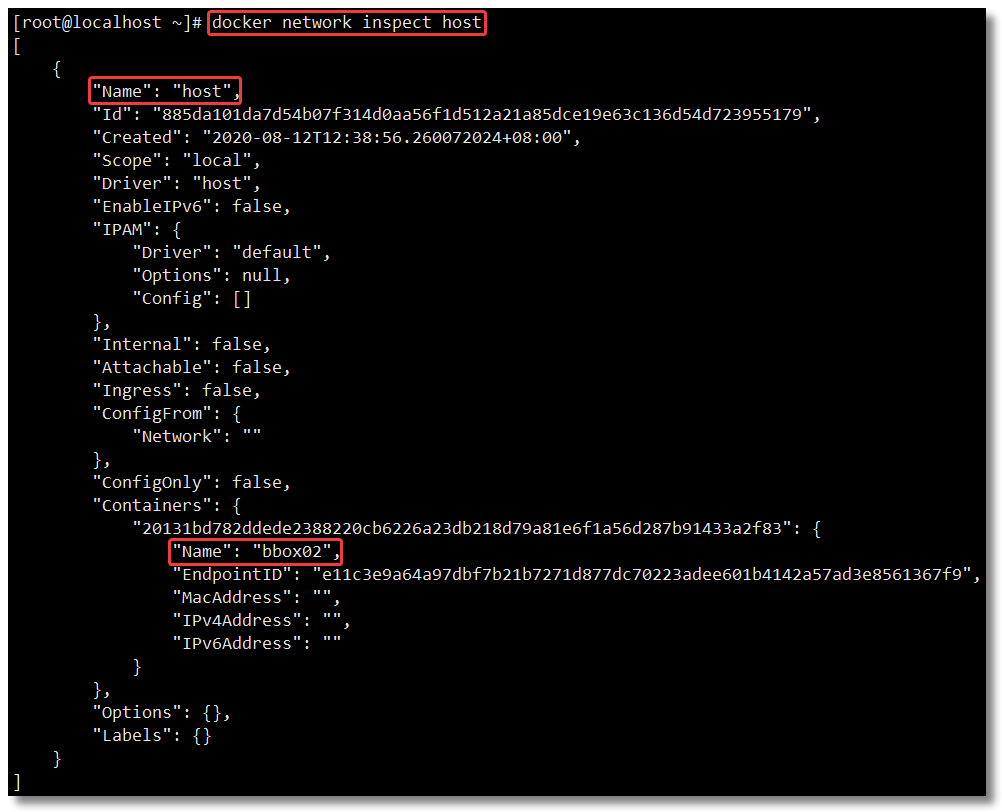 [root@localhost ~]# docker network inspect host
[
    {
        "Name": "host",
        "Id": "885da101da7d54b07f314d0aa56f1d512a21a85dce19e63c136d54d723955179",
        "Created": "2020-08-12T12:38:56.260072024+08:00",
        "Scope": "local",
        "Driver": "host",
        "EnableIPv6": false,
        "IPAM": {
            "Driver": "default",
            "Options": null,
            "Config": []
        },
        "Internal": false,
        "Attachable": false,
        "Ingress": false,
        "ConfigFrom": {
            "Network": ""
        },
        "ConfigOnly": false,
        "Containers": {
            "20131bd782ddede2388220cb6226a23db218d79a81e6f1a56d287b91433a2f83": {
                "Name": "bbox02",
                "EndpointID": "e11c3e9a64a97dbf7b21b7271d877dc70223adee601b4142a57ad3e8561367f9",
                "MacAddress": "",
                "IPv4Address": "",
                "IPv6Address": ""
            }
        },
        "Options": {},
        "Labels": {}
    }
]